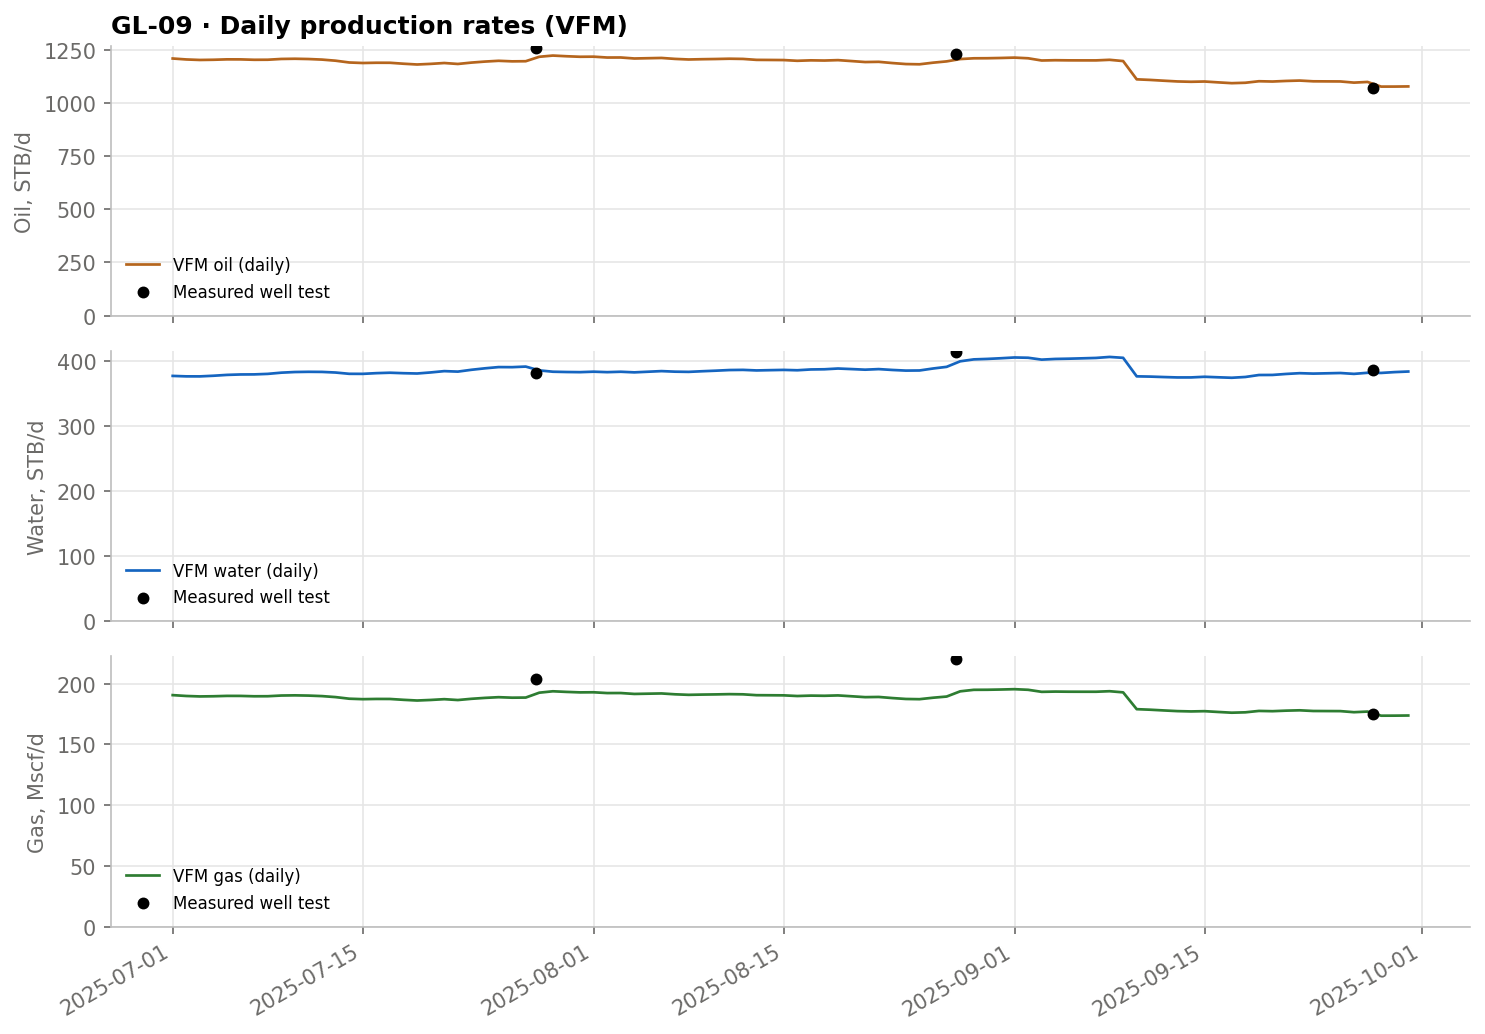 GL-09 · Daily production rates (VFM)
Oil, STB/d
1250
1000
750
500
250
0
VFM oil (daily)
Measured well test
Water, STB/d
400
300
200
100
0
VFM water (daily)
Measured well test
Gas, Mscf/d
200
150
100
50
0
VFM gas (daily)
Measured well test
2025-07-01
2025-07-15
2025-08-01
2025-08-15
2025-09-01
2025-09-15
2025-10-01